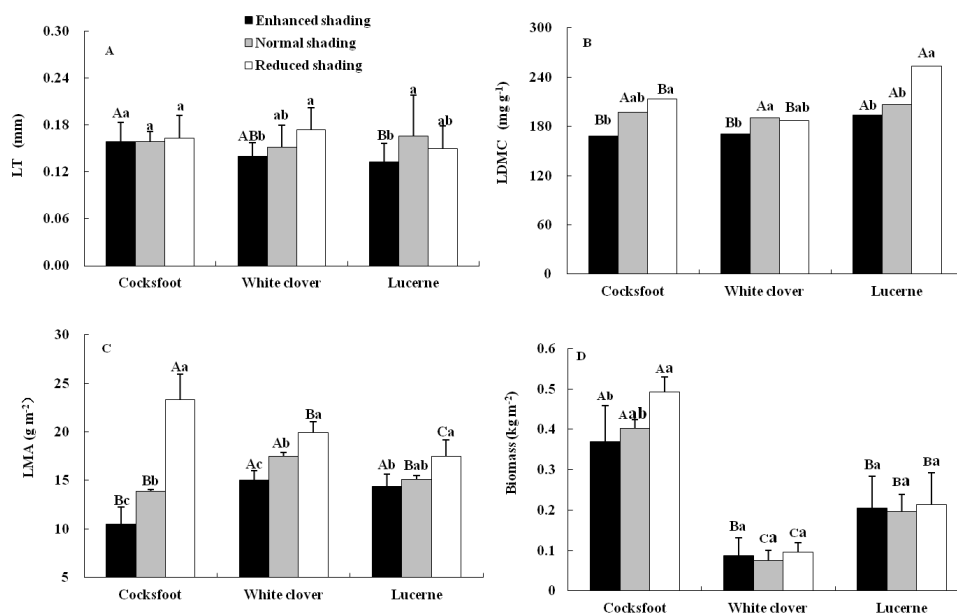 A
Enhanced shading
Normal shading
Reduced shading
LT (mm)
0.30
0.24
0.18
0.12
0.06
0.00
Aa a a
ABb ab a
Bb a ab
Cocksfoot White clover Lucerne
B
LDMC (mg g-1)
300
240
180
120
60
0
Bb Aab Ba
Bb Aa Bab
Ab Ab Aa
Cocksfoot White clover Lucerne
C
LMA (g m-2)
30
25
20
15
10
5
Bc Bb Aa
Ac Ab Ba
Ab Bab Ca
Cocksfoot White clover Lucerne
D
Biomass (kg m-2)
0.6
0.5
0.4
0.3
0.2
0.1
0
Ab Aab Aa
Ba Ca Ca
Ba Ba Ba
Cocksfoot White clover Lucerne